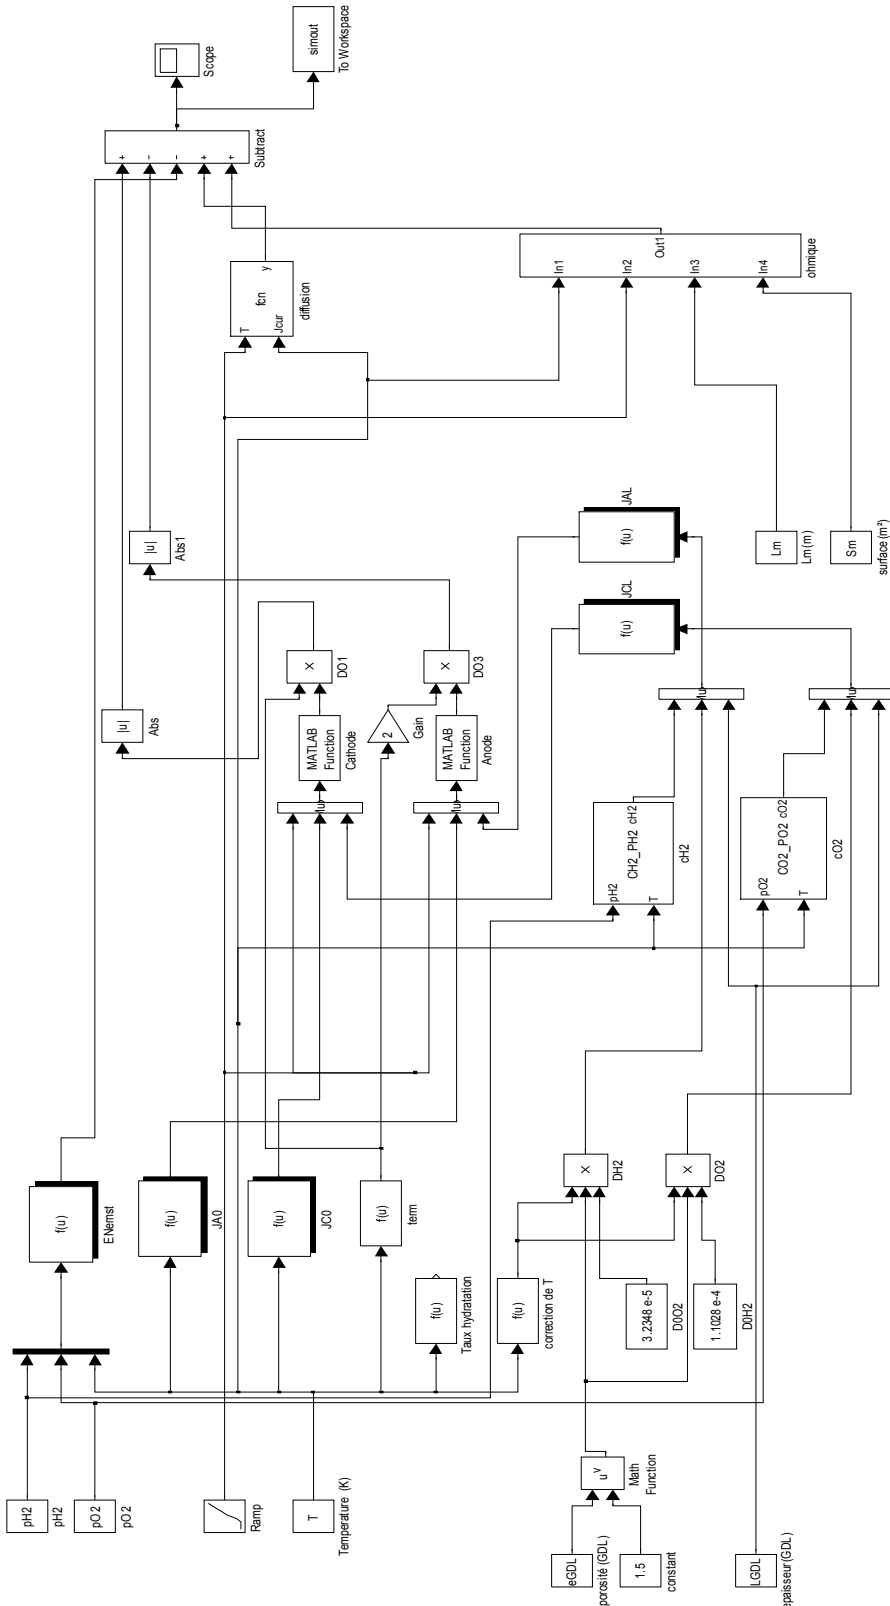 simout
To Workspace
Scope
+
-
-
+
+
Subtract
T
Jcur
fcn
y
diffusion
In1
In2
In3
In4
Out1
ohmique
|u|
Abs1
|u|
Abs
X
DO1
X
DO3
MATLAB
Function
Cathode
2
Gain
MATLAB
Function
Anode
f(u)
JAL
f(u)
JCL
Lm
Lm(m)
Sm
surface (m²)
pH2
T
CH2_PH2
cH2
cH2
pO2
T
CO2_PO2
cO2
cO2
f(u)
ENernst
f(u)
JA0
f(u)
JC0
f(u)
term
f(u)
Taux hydratation
f(u)
correction de T
X
DH2
X
DO2
3.2348 e-5
D0O2
1.1028 e-4
D0H2
pH2
pH2
pO2
pO2
Ramp
T
Temperature (K)
u^v
Math
Function
eGDL
porosité (GDL)
1.5
constant
LGDL
epaisseur(GDL)